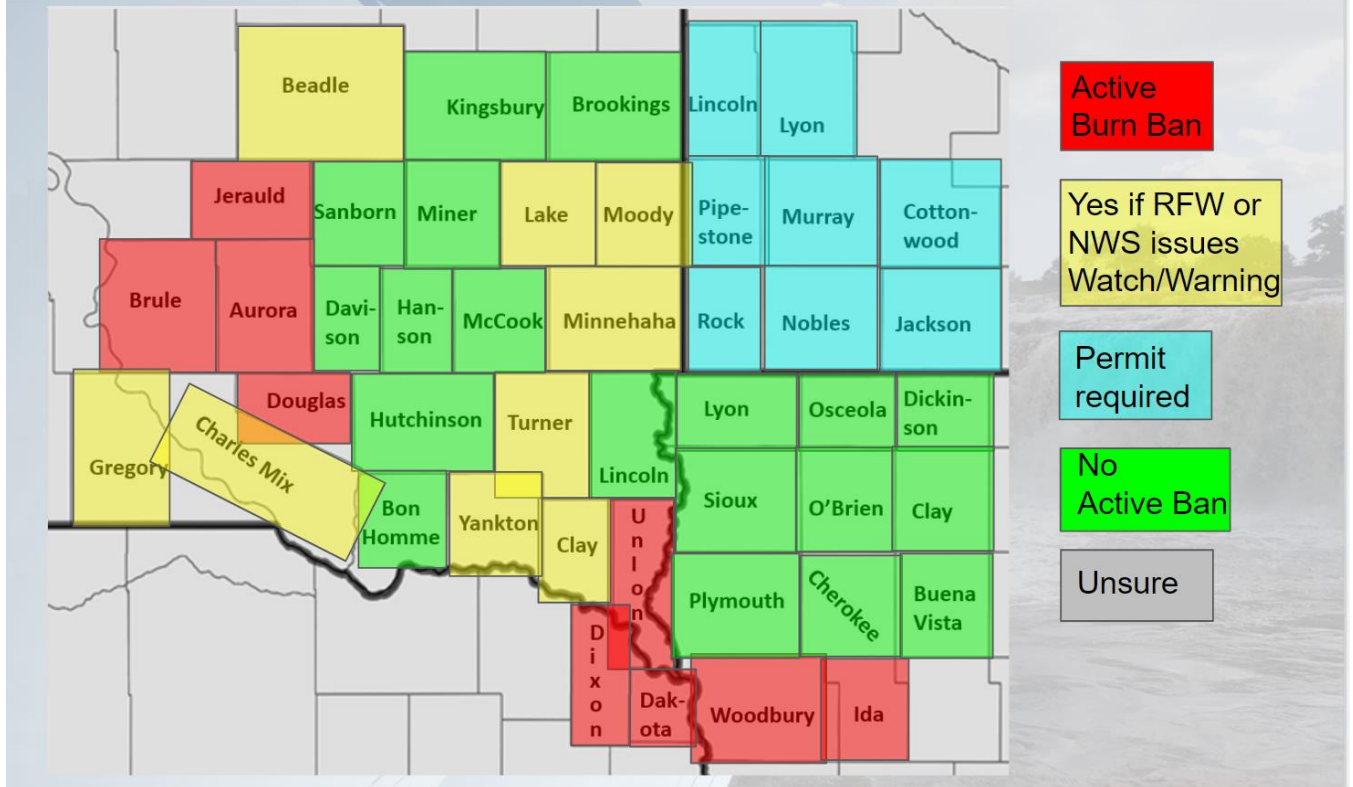 Beadle
Kingsbury
Brookings
Lincoln
Lyon
Jerauld
Sanborn
Miner
Lake
Moody
Pipe-
stone
Murray
Cotton-
wood
Brule
Aurora
Davi-
son
Han-
son
McCook
Minnehaha
Rock
Nobles
Jackson
Gregory
Charles Mix
Douglas
Hutchinson
Turner
Lincoln
Lyon
Osceola
Dickin-
son
Bon
Homme
Yankton
Clay
U
n
I
o
n
Sioux
O'Brien
Clay
Plymouth
Cherokee
Buena
Vista
D
i
x
o
n
Dak-
ota
Woodbury
Ida
Active
Burn Ban
Yes if RFW or
NWS issues
Watch/Warning
Permit
required
No
Active Ban
Unsure